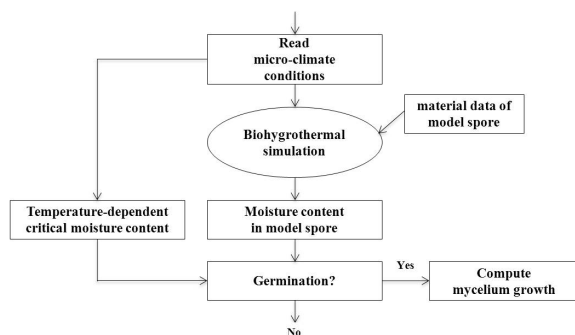 Read
micro-climate
conditions
material data of
model spore
Biohygrothermal
simulation
Temperature-dependent
critical moisture content
Moisture content
in model spore
Germination?
Yes
Compute
mycelium growth
No